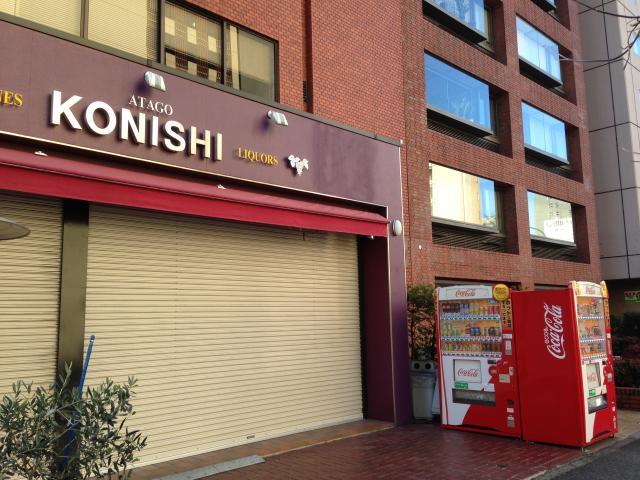 NES
ATAGO
KONISHI
LIQUORS
Coca-Cola
Coca-Cola
Coca-Cola